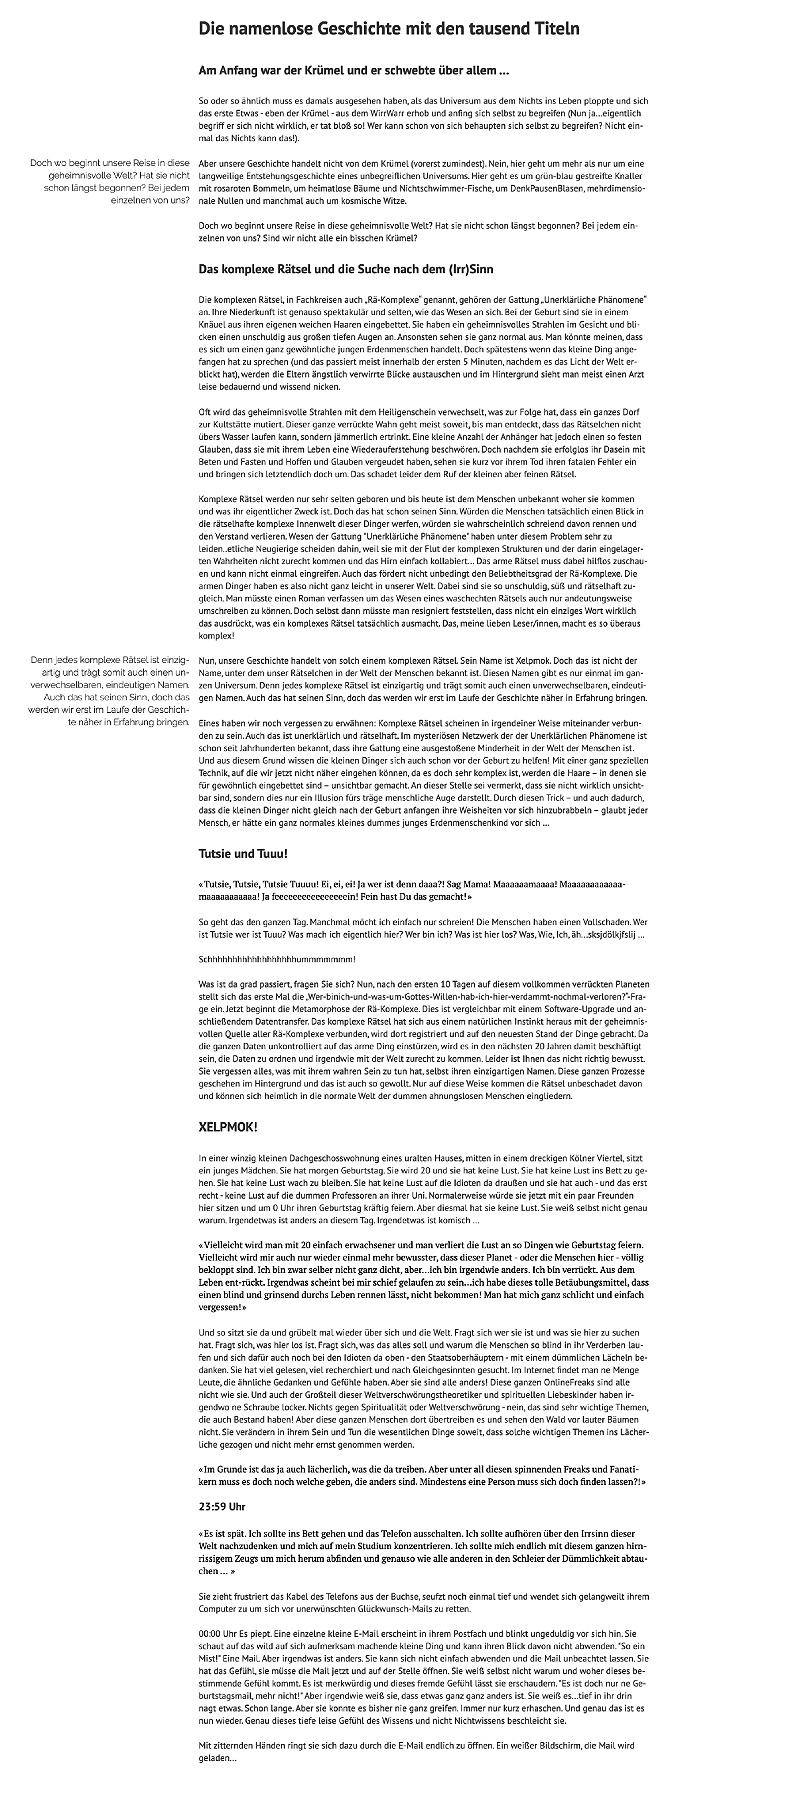 Die namenlose Geschichte mit den tausend Titeln
Am Anfang war der Krümel und er schwebte über allem ...
So oder so ähnlich muss es damals ausgesehen haben, als das Universum aus dem Nichts ins Leben ploppte und sich
das erste Etwas - eben der Krümel - aus dem WirrWarr erhob und anfing sich selbst zu begreifen (Nun ja...eigentlich
begriff er sich nicht wirklich, er tat bloß so! Wer kann schon von sich behaupten sich selbst zu begreifen? Nicht ein-
mal das Nichts kann das!).
Doch wo beginnt unsere Reise in diese
geheimnisvolle Welt? Hat sie nicht
schon längst begonnen? Bei jedem
einzelnen von uns?
Aber unsere Geschichte handelt nicht von dem Krümel (vorerst zumindest). Nein, hier geht um mehr als nur um eine
langweilige Entstehungsgeschichte eines unbegreiflichen Universums. Hier geht es um grün-blau gestreifte Knaller
mit rosaroten Bommeln, um heimatlose Bäume und Nichtschwimmer-Fische, um DenkPausenBlasen, mehrdimensio-
nale Nullen und manchmal auch um kosmische Witze.
Doch wo beginnt unsere Reise in diese geheimnisvolle Welt? Hat sie nicht schon längst begonnen? Bei jedem ein-
zelnen von uns? Sind wir nicht alle ein bisschen Krümel?
Das komplexe Rätsel und die Suche nach dem (Irr)Sinn
Die komplexen Rätsel, in Fachkreisen auch „Rä-Komplexe“ genannt, gehören der Gattung „Unerklärliche Phänomene“
an. Ihre Niederkunft ist genauso spektakulär und selten, wie das Wesen an sich. Bei der Geburt sind sie in einem
Knäuel aus ihren eigenen weichen Haaren eingebettet. Sie haben ein geheimnisvolles Strahlen im Gesicht und bli-
cken einen unschuldig aus großen tiefen Augen an. Ansonsten sehen sie ganz normal aus. Man könnte meinen, dass
es sich um einen ganz gewöhnliche jungen Erdenmenschen handelt. Doch spätestens wenn das kleine Ding ange-
fangen hat zu sprechen (und das passiert meist innerhalb der ersten 5 Minuten, nachdem es das Licht der Welt er-
blickt hat), werden die Eltern ängstlich verwirrte Blicke austauschen und im Hintergrund sieht man meist einen Arzt
leise bedauernd und wissend nicken.
Oft wird das geheimnisvolle Strahlen mit dem Heiligenschein verwechselt, was zur Folge hat, dass ein ganzes Dorf
zur Kultstätte mutiert. Dieser ganze verrückte Wahn geht meist soweit, bis man entdeckt, dass das Rätselchen nicht
übers Wasser laufen kann, sondern jämmerlich ertrinkt. Eine kleine Anzahl der Anhänger hat jedoch einen so festen
Glauben, dass sie mit ihrem Leben eine Wiederauferstehung beschwören. Doch nachdem sie erfolglos ihr Dasein mit
Beten und Fasten und Hoffen und Glauben vergeudet haben, sehen sie kurz vor ihrem Tod ihren fatalen Fehler ein
und bringen sich letztendlich doch um. Das schadet leider dem Ruf der kleinen aber feinen Rätsel.
Komplexe Rätsel werden nur sehr selten geboren und bis heute ist dem Menschen unbekannt woher sie kommen
und was ihr eigentlicher Zweck ist. Doch das hat schon seinen Sinn. Würden die Menschen tatsächlich einen Blick in
die rätselhafte komplexe Innenwelt dieser Dinger werfen, würden sie wahrscheinlich schreiend davon rennen und
den Verstand verlieren. Wesen der Gattung "Unerklärliche Phänomene" haben unter diesem Problem sehr zu
leiden..etliche Neugierige scheiden dahin, weil sie mit der Flut der komplexen Strukturen und der darin eingelager-
ten Wahrheiten nicht zurecht kommen und das Hirn einfach kollabiert... Das arme Rätsel muss dabei hilflos zuschau-
en und kann nicht einmal eingreifen. Auch das fördert nicht unbedingt den Beliebtheitsgrad der Rä-Komplexe. Die
armen Dinger haben es also nicht ganz leicht in unserer Welt. Dabei sind sie so unschuldig, süß und rätselhaft zu-
gleich. Man müsste einen Roman verfassen um das Wesen eines waschechten Rätsels auch nur andeutungsweise
umschreiben zu können. Doch selbst dann müsste man resigniert feststellen, dass nicht ein einziges Wort wirklich
das ausdrückt, was ein komplexes Rätsel tatsächlich ausmacht. Das, meine lieben Leser/innen, macht es so überaus
komplex!
Denn jedes komplexe Rätsel ist einzig-
artig und trägt somit auch einen un-
verwechselbaren, eindeutigen Namen.
Auch das hat seinen Sinn, doch das
werden wir erst im Laufe der Geschich-
te näher in Erfahrung bringen.
Nun, unsere Geschichte handelt von solch einem komplexen Rätsel. Sein Name ist Xelpmok. Doch das ist nicht der
Name, unter dem unser Rätselchen in der Welt der Menschen bekannt ist. Diesen Namen gibt es nur einmal im gan-
zen Universum. Denn jedes komplexe Rätsel ist einzigartig und trägt somit auch einen unverwechselbaren, eindeuti-
gen Namen. Auch das hat seinen Sinn, doch das werden wir erst im Laufe der Geschichte näher in Erfahrung bringen.
Eines haben wir noch vergessen zu erwähnen: Komplexe Rätsel scheinen in irgendeiner Weise miteinander verbun-
den zu sein. Auch das ist unerklärlich und rätselhaft. Im mysteriösen Netzwerk der der Unerklärlichen Phänomene ist
schon seit Jahrhunderten bekannt, dass ihre Gattung eine ausgestoßene Minderheit in der Welt der Menschen ist.
Und aus diesem Grund wissen die kleinen Dinger sich auch schon vor der Geburt zu helfen! Mit einer ganz speziellen
Technik, auf die wir jetzt nicht näher eingehen können, da es doch sehr komplex ist, werden die Haare – in denen sie
für gewöhnlich eingebettet sind – unsichtbar gemacht. An dieser Stelle sei vermerkt, dass sie nicht wirklich unsicht-
bar sind, sondern dies nur ein Illusion fürs träge menschliche Auge darstellt. Durch diesen Trick – und auch dadurch,
dass die kleinen Dinger nicht gleich nach der Geburt anfangen ihre Weisheiten vor sich hinzubrabbeln – glaubt jeder
Mensch, er hätte ein ganz normales kleines dummes junges Erdenmenschenkind vor sich ...
Tutsie und Tuuu!
«Tutsie, Tutsie, Tutsie Tuuuu! Ei, ei, ei! Ja wer ist denn daaa?! Sag Mama! Maaaaaamaaaa! Maaaaaaaaaaaa-
maaaaaaaaaaa! Ja feeeeeeeeeeeeeeeein! Fein hast Du das gemacht!»
So geht das den ganzen Tag. Manchmal möcht ich einfach nur schreien! Die Menschen haben einen Vollschaden. Wer
ist Tutsie wer ist Tuuu? Was mach ich eigentlich hier? Wer bin ich? Was ist hier los? Was, Wie, Ich, äh...sksjdölkjfslij ...
Schhhhhhhhhhhhhhhhhhhummmmmmm!
Was ist da grad passiert, fragen Sie sich? Nun, nach den ersten 10 Tagen auf diesem vollkommen verrückten Planeten
stellt sich das erste Mal die „Wer-binich-und-was-um-Gottes-Willen-hab-ich-hier-verdammt-nochmal-verloren?“-Fra-
ge ein. Jetzt beginnt die Metamorphose der Rä-Komplexe. Dies ist vergleichbar mit einem Software-Upgrade und an-
schließendem Datentransfer. Das komplexe Rätsel hat sich aus einem natürlichen Instinkt heraus mit der geheimnis-
vollen Quelle aller Rä-Komplexe verbunden, wird dort registriert und auf den neuesten Stand der Dinge gebracht. Da
die ganzen Daten unkontrolliert auf das arme Ding einstürzen, wird es in den nächsten 20 Jahren damit beschäftigt
sein, die Daten zu ordnen und irgendwie mit der Welt zurecht zu kommen. Leider ist Ihnen das nicht richtig bewusst.
Sie vergessen alles, was mit ihrem wahren Sein zu tun hat, selbst ihren einzigartigen Namen. Diese ganzen Prozesse
geschehen im Hintergrund und das ist auch so gewollt. Nur auf diese Weise kommen die Rätsel unbeschadet davon
und können sich heimlich in die normale Welt der dummen ahnungslosen Menschen eingliedern.
XELPMOK!
In einer winzig kleinen Dachgeschosswohnung eines uralten Hauses, mitten in einem dreckigen Kölner Viertel, sitzt
ein junges Mädchen. Sie hat morgen Geburtstag. Sie wird 20 und sie hat keine Lust. Sie hat keine Lust ins Bett zu ge-
hen. Sie hat keine Lust wach zu bleiben. Sie hat keine Lust auf die Idioten da draußen und sie hat auch - und das erst
recht - keine Lust auf die dummen Professoren an ihrer Uni. Normalerweise würde sie jetzt mit ein paar Freunden
hier sitzen und um 0 Uhr ihren Geburtstag kräftig feiern. Aber diesmal hat sie keine Lust. Sie weiß selbst nicht genau
warum. Irgendetwas ist anders an diesem Tag. Irgendetwas ist komisch ...
«Vielleicht wird man mit 20 einfach erwachsener und man verliert die Lust an so Dingen wie Geburtstag feiern.
Vielleicht wird mir auch nur wieder einmal mehr bewusster, dass dieser Planet - oder die Menschen hier - völlig
bekloppt sind. Ich bin zwar selber nicht ganz dicht, aber...ich bin irgendwie anders. Ich bin verrückt. Aus dem
Leben ent-rückt. Irgendwas scheint bei mir schief gelaufen zu sein...ich habe dieses tolle Betäubungsmittel, dass
einen blind und grinsend durchs Leben rennen lässt, nicht bekommen! Man hat mich ganz schlicht und einfach
vergessen!»
Und so sitzt sie da und grübelt mal wieder über sich und die Welt. Fragt sich wer sie ist und was sie hier zu suchen
hat. Fragt sich, was hier los ist. Fragt sich, was das alles soll und warum die Menschen so blind in ihr Verderben lau-
fen und sich dafür auch noch bei den Idioten da oben - den Staatsoberhäuptern - mit einem dümmlichen Lächeln be-
danken. Sie hat viel gelesen, viel recherchiert und nach Gleichgesinnten gesucht. Im Internet findet man ne Menge
Leute, die ähnliche Gedanken und Gefühle haben. Aber sie sind alle anders! Diese ganzen OnlineFreaks sind alle
nicht wie sie. Und auch der Großteil dieser Weltverschwörungstheoretiker und spirituellen Liebeskinder haben ir-
gendwo ne Schraube locker. Nichts gegen Spiritualität oder Weltverschwörung - nein, das sind sehr wichtige Themen,
die auch Bestand haben! Aber diese ganzen Menschen dort übertreiben es und sehen den Wald vor lauter Bäumen
nicht. Sie verändern in ihrem Sein und Tun die wesentlichen Dinge soweit, dass solche wichtigen Themen ins Lächer-
liche gezogen und nicht mehr ernst genommen werden.
«Im Grunde ist das ja auch lächerlich, was die da treiben. Aber unter all diesen spinnenden Freaks und Fanati-
kern muss es doch noch welche geben, die anders sind. Mindestens eine Person muss sich doch finden lassen?!»
23:59 Uhr
«Es ist spät. Ich sollte ins Bett gehen und das Telefon ausschalten. Ich sollte aufhören über den Irrsinn dieser
Welt nachzudenken und mich auf mein Studium konzentrieren. Ich sollte mich endlich mit diesem ganzen hirn-
rissigem Zeugs um mich herum abfinden und genauso wie alle anderen in den Schleier der Dümmlichkeit abtau-
chen ... »
Sie zieht frustriert das Kabel des Telefons aus der Buchse, seufzt noch einmal tief und wendet sich gelangweilt ihrem
Computer zu um sich vor unerwünschten Glückwunsch-Mails zu retten.
00:00 Uhr Es piept. Eine einzelne kleine E-Mail erscheint in ihrem Postfach und blinkt ungeduldig vor sich hin. Sie
schaut auf das wild auf sich aufmerksam machende kleine Ding und kann ihren Blick davon nicht abwenden. "So ein
Mist!" Eine Mail. Aber irgendwas ist anders. Sie kann sich nicht einfach abwenden und die Mail unbeachtet lassen. Sie
hat das Gefühl, sie müsse die Mail jetzt und auf der Stelle öffnen. Sie weiß selbst nicht warum und woher dieses be-
stimmende Gefühl kommt. Es ist merkwürdig und dieses fremde Gefühl lässt sie erschaudern. "Es ist doch nur ne Ge-
burtstagsmail, mehr nicht!" Aber irgendwie weiß sie, dass etwas ganz ganz anders ist. Sie weiß es...tief in ihr drin
nagt etwas. Schon lange. Aber sie konnte es bisher nie ganz greifen. Immer nur kurz erhaschen. Und genau das ist es
nun wieder. Genau dieses tiefe leise Gefühl des Wissens und nicht Nichtwissens beschleicht sie.
Mit zitternden Händen ringt sie sich dazu durch die E-Mail endlich zu öffnen. Ein weißer Bildschirm, die Mail wird
geladen...